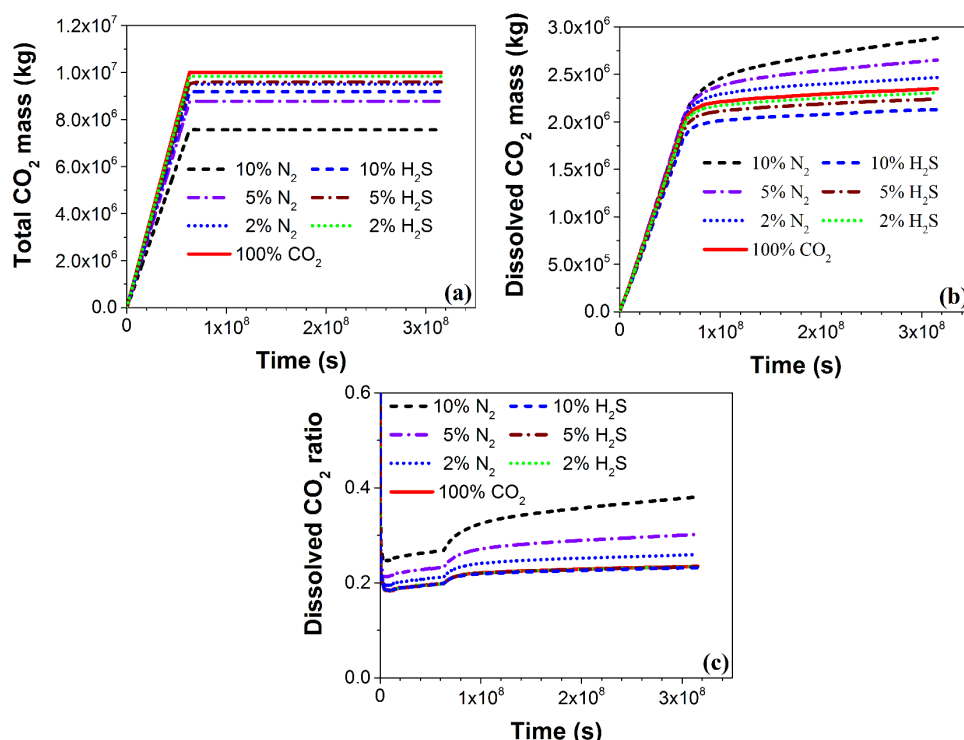 Total CO2 mass (kg)
1.2x10^7
1.0x10^7
8.0x10^6
6.0x10^6
4.0x10^6
2.0x10^6
0.0
10% N2
10% H2S
5% N2
5% H2S
2% N2
2% H2S
100% CO2
(a)
0
1x10^8
2x10^8
3x10^8
Time (s)
Dissolved CO2 mass (kg)
3.0x10^6
2.5x10^6
2.0x10^6
1.5x10^6
1.0x10^6
5.0x10^5
0.0
10% N2
10% H2S
5% N2
5% H2S
2% N2
2% H2S
100% CO2
(b)
0
1x10^8
2x10^8
3x10^8
Time (s)
Dissolved CO2 ratio
0.6
0.4
0.2
0.0
10% N2
10% H2S
5% N2
5% H2S
2% N2
2% H2S
100% CO2
(c)
0
1x10^8
2x10^8
3x10^8
Time (s)